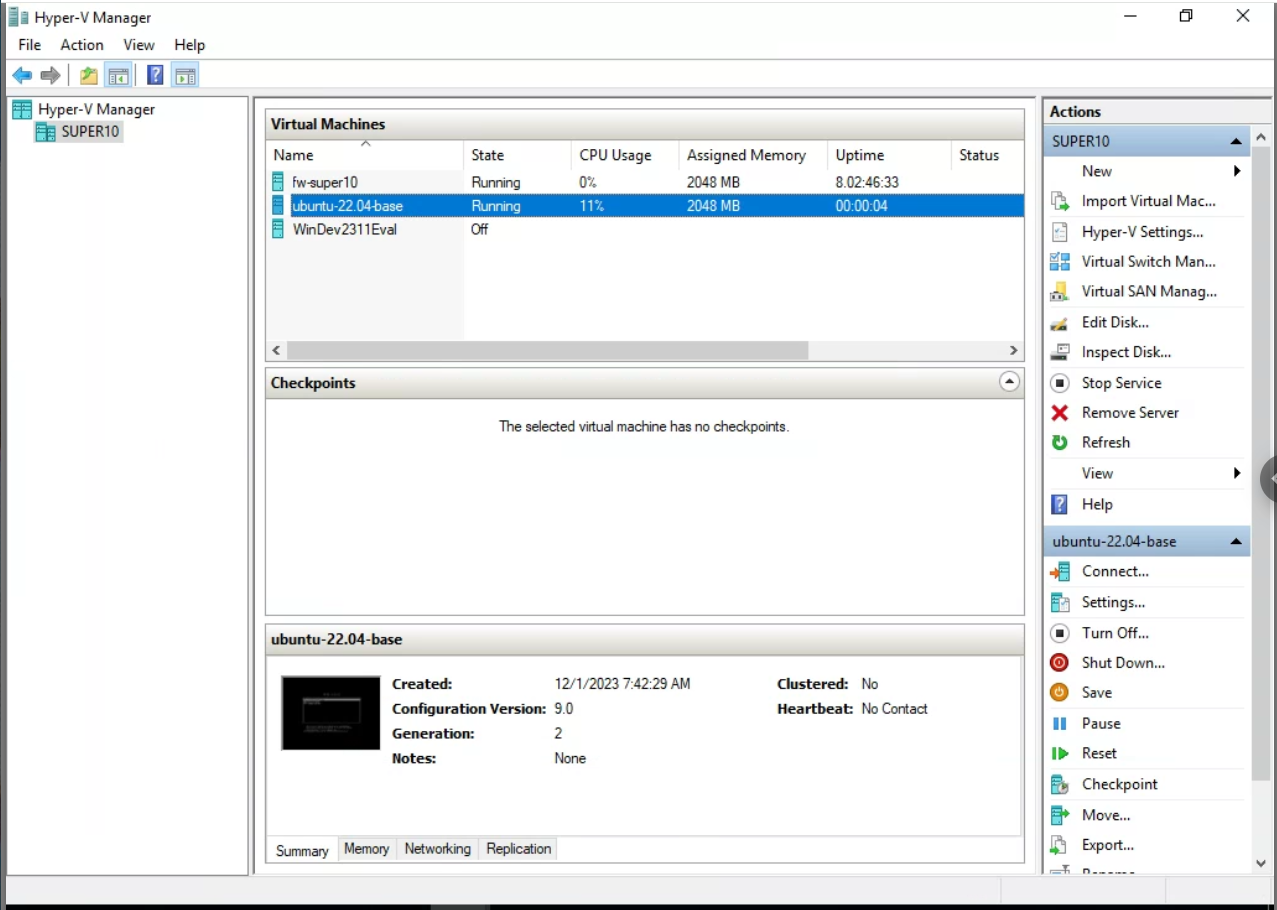 Hyper-V Manager
File Action View Help
Hyper-V Manager
SUPER10
Virtual Machines
Name State CPU Usage Assigned Memory Uptime Status
fw-super10 Running 0% 2048 MB 8.02:46:33
ubuntu-22.04-base Running 11% 2048 MB 00:00:04
WinDev2311Eval Off
Checkpoints
The selected virtual machine has no checkpoints.
ubuntu-22.04-base
Created: 12/1/2023 7:42:29 AM Clustered: No
Configuration Version: 9.0 Heartbeat: No Contact
Generation: 2
Notes: None
Summary Memory Networking Replication
Actions
SUPER10
New
Import Virtual Mac...
Hyper-V Settings...
Virtual Switch Man...
Virtual SAN Manag...
Edit Disk...
Inspect Disk...
Stop Service
Remove Server
Refresh
View
Help
ubuntu-22.04-base
Connect...
Settings...
Turn Off...
Shut Down...
Save
Pause
Reset
Checkpoint
Move...
Export...